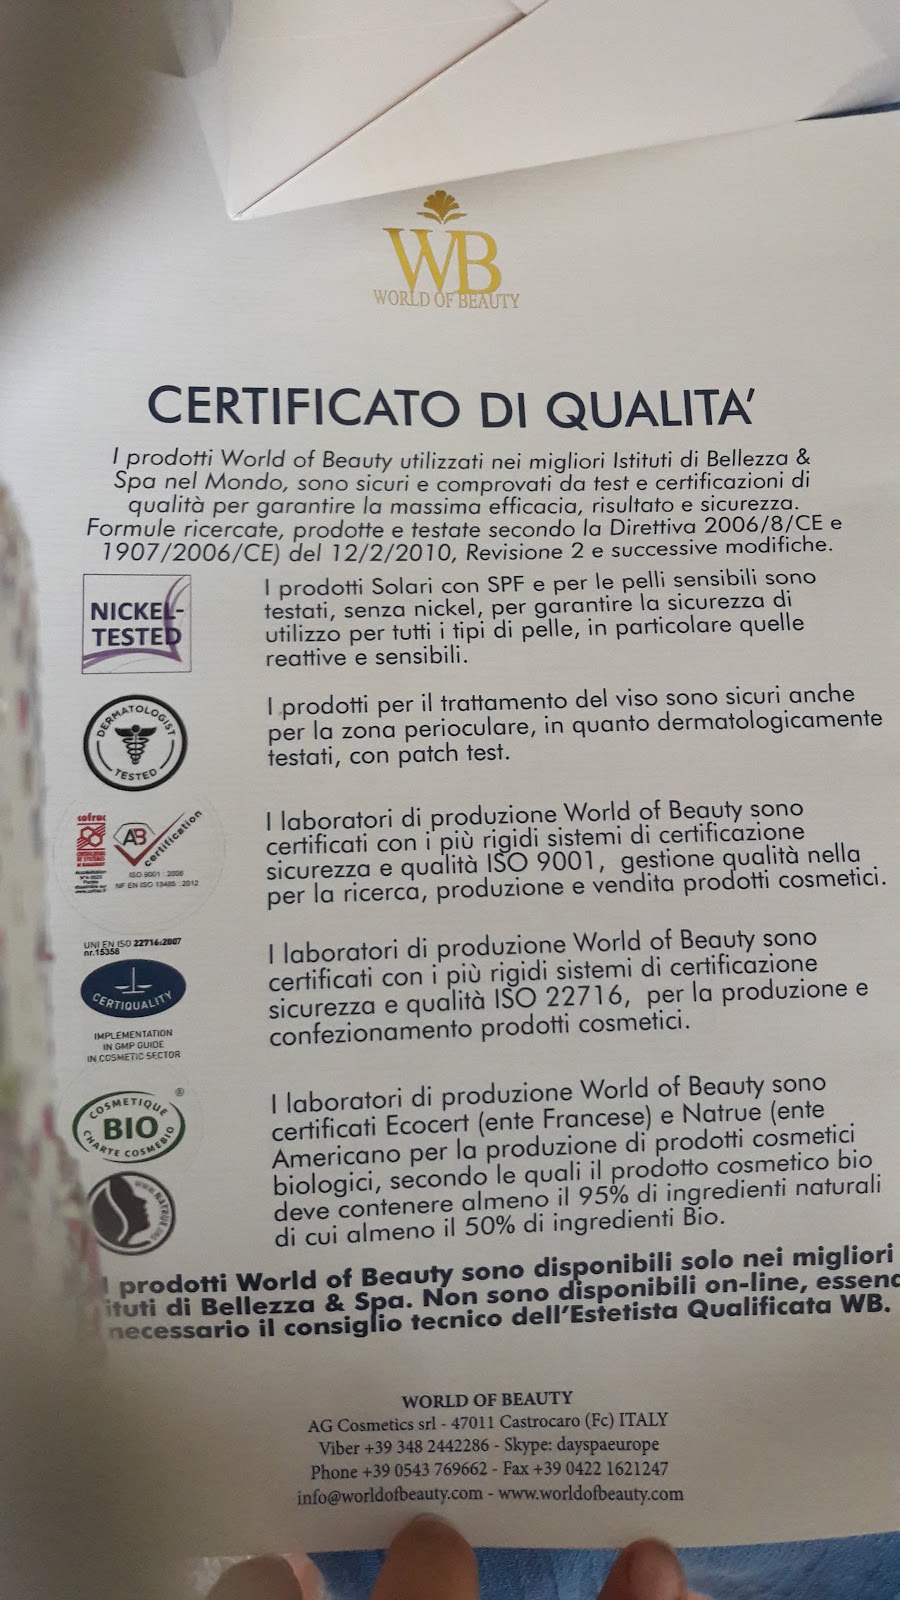 WB
WORLD OF BEAUTY
CERTIFICATO DI QUALITA'
I prodotti World of Beauty utilizzati nei migliori Istituti di Bellezza &
Spa nel Mondo, sono sicuri e comprovati da test e certificazioni di
qualità per garantire la massima efficacia, risultato e sicurezza.
Formule ricercate, prodotte e testate secondo la Direttiva 2006/8/CE e
1907/2006/CE) del 12/2/2010, Revisione 2 e successive modifiche.
NICKEL-
TESTED
I prodotti Solari con SPF e per le pelli sensibili sono
testati, senza nickel, per garantire la sicurezza di
utilizzo per tutti i tipi di pelle, in particolare quelle
reattive e sensibili.
DERMATOLOGIST
TESTED
I prodotti per il trattamento del viso sono sicuri anche
per la zona perioculare, in quanto dermatologicamente
testati, con patch test.
cofrac
AB certification
ISO 9001 : 2008
NF EN ISO 13485 : 2012
I laboratori di produzione World of Beauty sono
certificati con i più rigidi sistemi di certificazione
sicurezza e qualità ISO 9001, gestione qualità nella
per la ricerca, produzione e vendita prodotti cosmetici.
UNI EN ISO 22716:2007
nr.15358
CERTIQUALITY
IMPLEMENTATION
IN GMP GUIDE
IN COSMETIC SECTOR
I laboratori di produzione World of Beauty sono
certificati con i più rigidi sistemi di certificazione
sicurezza e qualità ISO 22716, per la produzione e
confezionamento prodotti cosmetici.
COSMETIQUE ®
BIO
CHARTE COSMEBIO
I laboratori di produzione World of Beauty sono
certificati Ecocert (ente Francese) e Natrue (ente
Americano per la produzione di prodotti cosmetici
biologici, secondo le quali il prodotto cosmetico bio
deve contenere almeno il 95% di ingredienti naturali
di cui almeno il 50% di ingredienti Bio.
I prodotti World of Beauty sono disponibili solo nei migliori
ituti di Bellezza & Spa. Non sono disponibili on-line, essend
necessario il consiglio tecnico dell'Estetista Qualificata WB.
WORLD OF BEAUTY
AG Cosmetics srl - 47011 Castrocaro (Fc) ITALY
Viber +39 348 2442286 - Skype: dayspaeurope
Phone +39 0543 769662 - Fax +39 0422 1621247
info@worldofbeauty.com - www.worldofbeauty.com